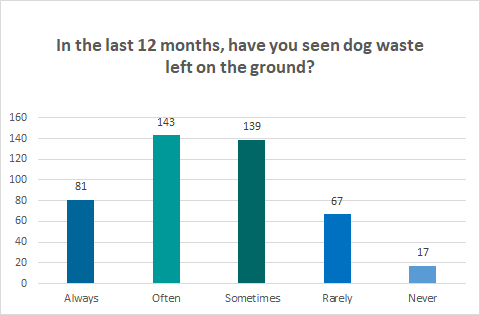 In the last 12 months, have you seen dog waste
left on the ground?
160
140
120
100
80
60
40
20
0
81
143
139
67
17
Always
Often
Sometimes
Rarely
Never